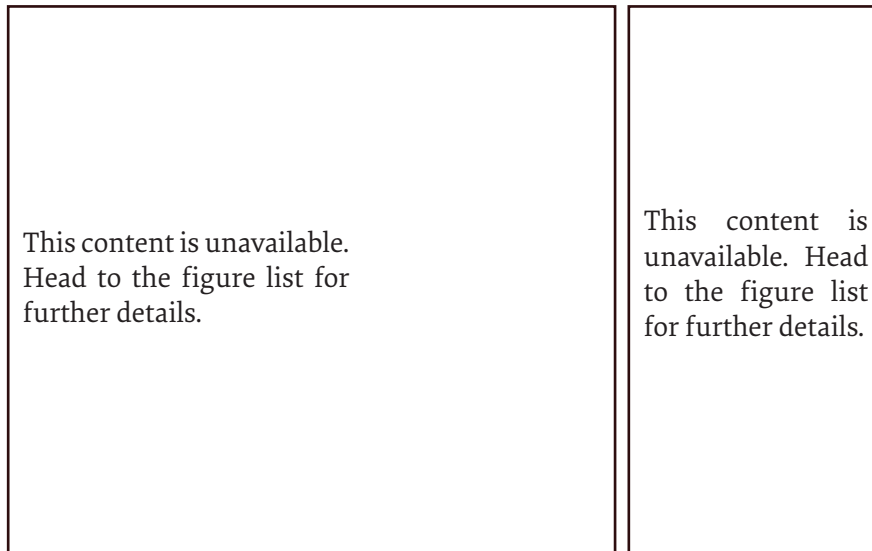 This content is unavailable.
Head to the figure list for
further details.
This content is
unavailable. Head
to the figure list
for further details.